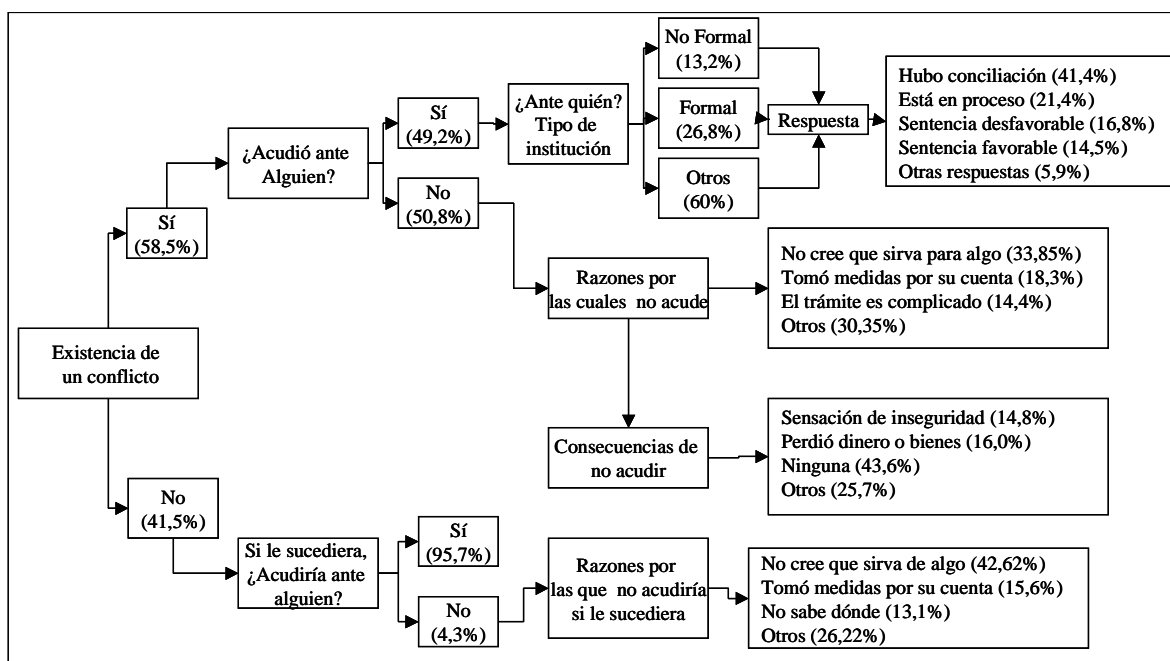 Existencia de
un conflicto
Sí
(58,5%)
¿Acudió ante
Alguien?
Sí
(49,2%)
¿Ante quién?
Tipo de
institución
No Formal
(13,2%)
Formal
(26,8%)
Otros
(60%)
Respuesta
Hubo conciliación (41,4%)
Está en proceso (21,4%)
Sentencia desfavorable (16,8%)
Sentencia favorable (14,5%)
Otras respuestas (5,9%)
No
(50,8%)
Razones por
las cuales no acude
No cree que sirva para algo (33,85%)
Tomó medidas por su cuenta (18,3%)
El trámite es complicado (14,4%)
Otros (30,35%)
Consecuencias de
no acudir
Sensación de inseguridad (14,8%)
Perdió dinero o bienes (16,0%)
Ninguna (43,6%)
Otros (25,7%)
No
(41,5%)
Si le sucediera,
¿Acudiría ante
alguien?
Sí
(95,7%)
No
(4,3%)
Razones por
las que no acudiría
si le sucediera
No cree que sirva de algo (42,62%)
Tomó medidas por su cuenta (15,6%)
No sabe dónde (13,1%)
Otros (26,22%)